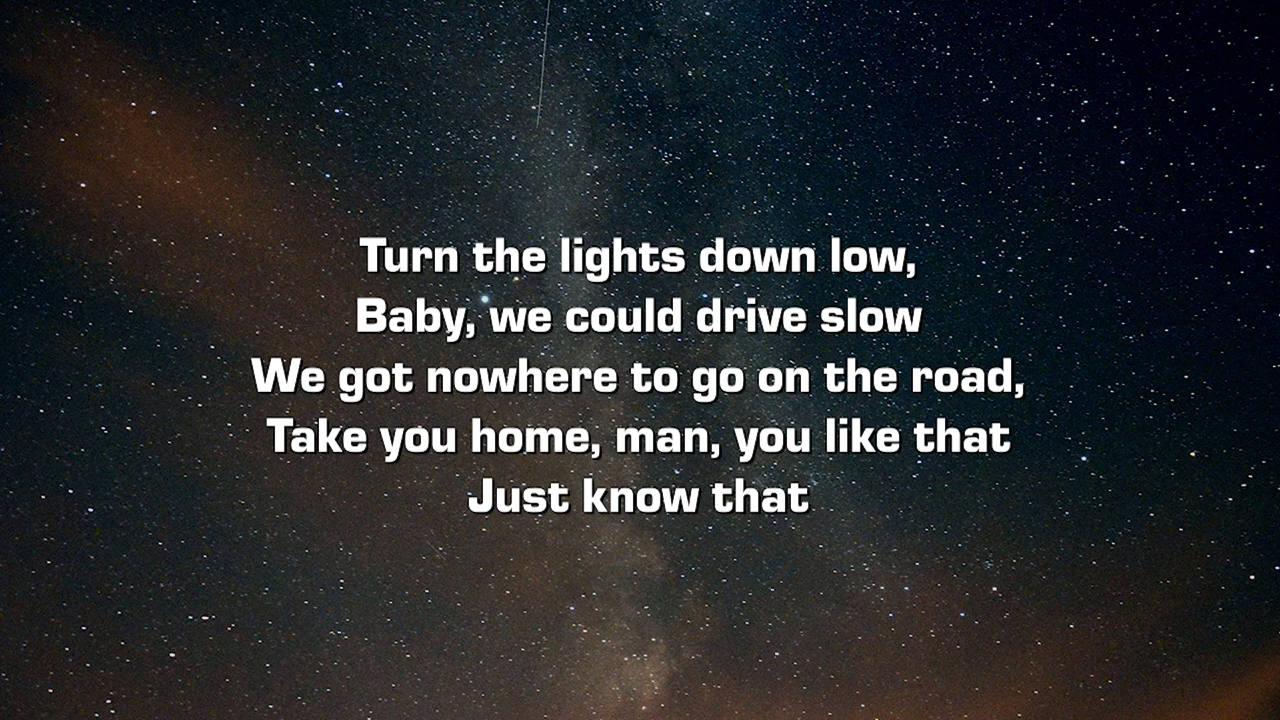 Turn the lights down low,
Baby, we could drive slow
We got nowhere to go on the road,
Take you home, man, you like that
Just know that